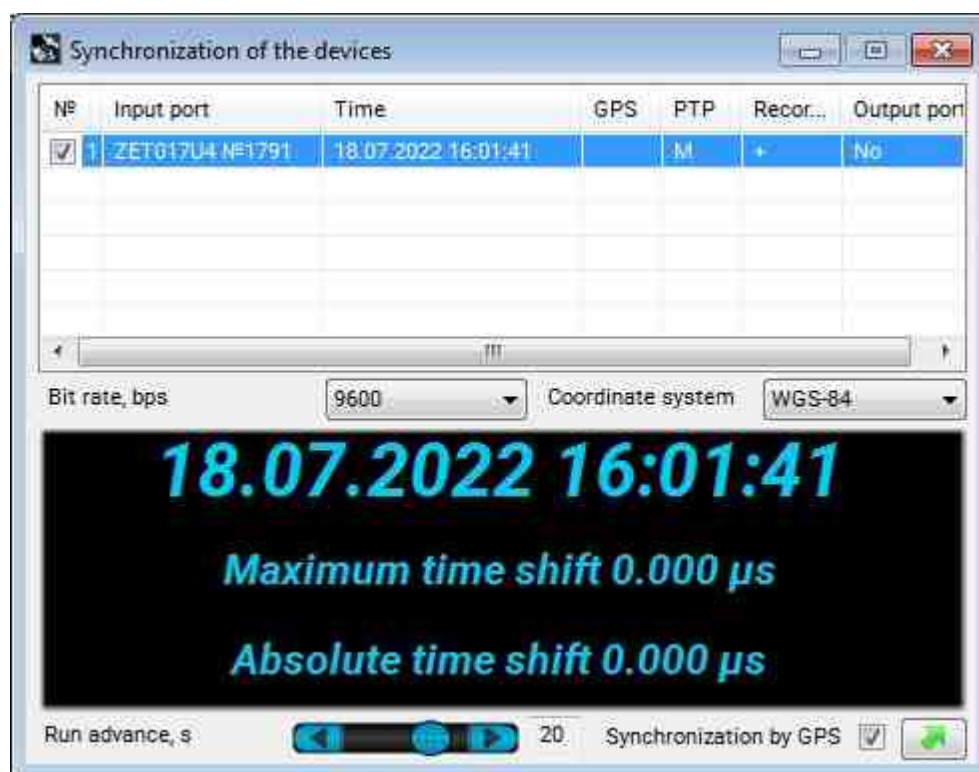 Synchronization of the devices
№ Input port Time GPS PTP Recor... Output port
1 ZET017U4 №1791 18.07.2022 16:01:41 M + No
Bit rate, bps 9600 Coordinate system WGS-84
18.07.2022 16:01:41
Maximum time shift 0.000 µs
Absolute time shift 0.000 µs
Run advance, s 20 Synchronization by GPS